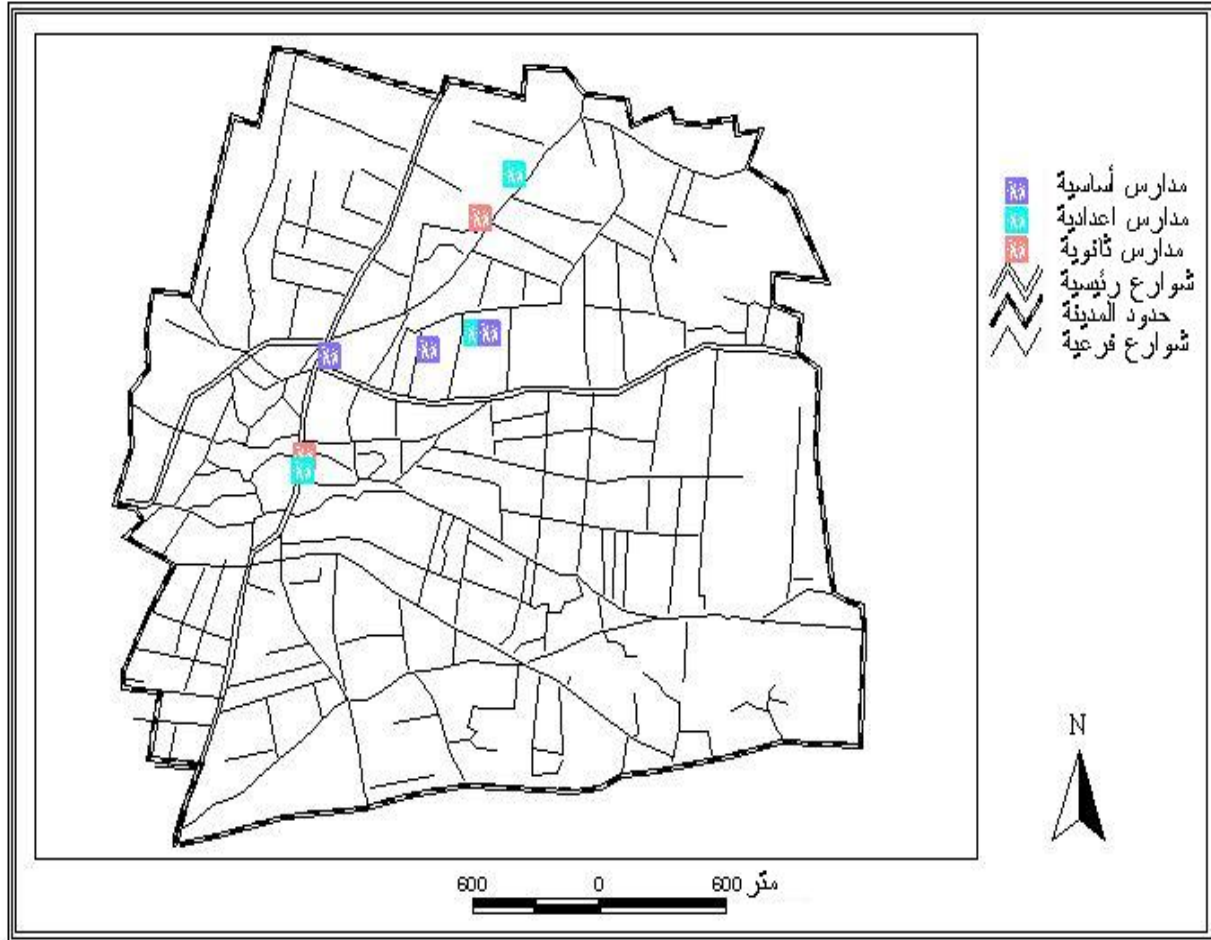 مدارس أساسية
مدارس اعدادية
مدارس ثانوية
شوارع رئيسية
حدود المدينة
شوارع فرعية
N
600 0 600 متر